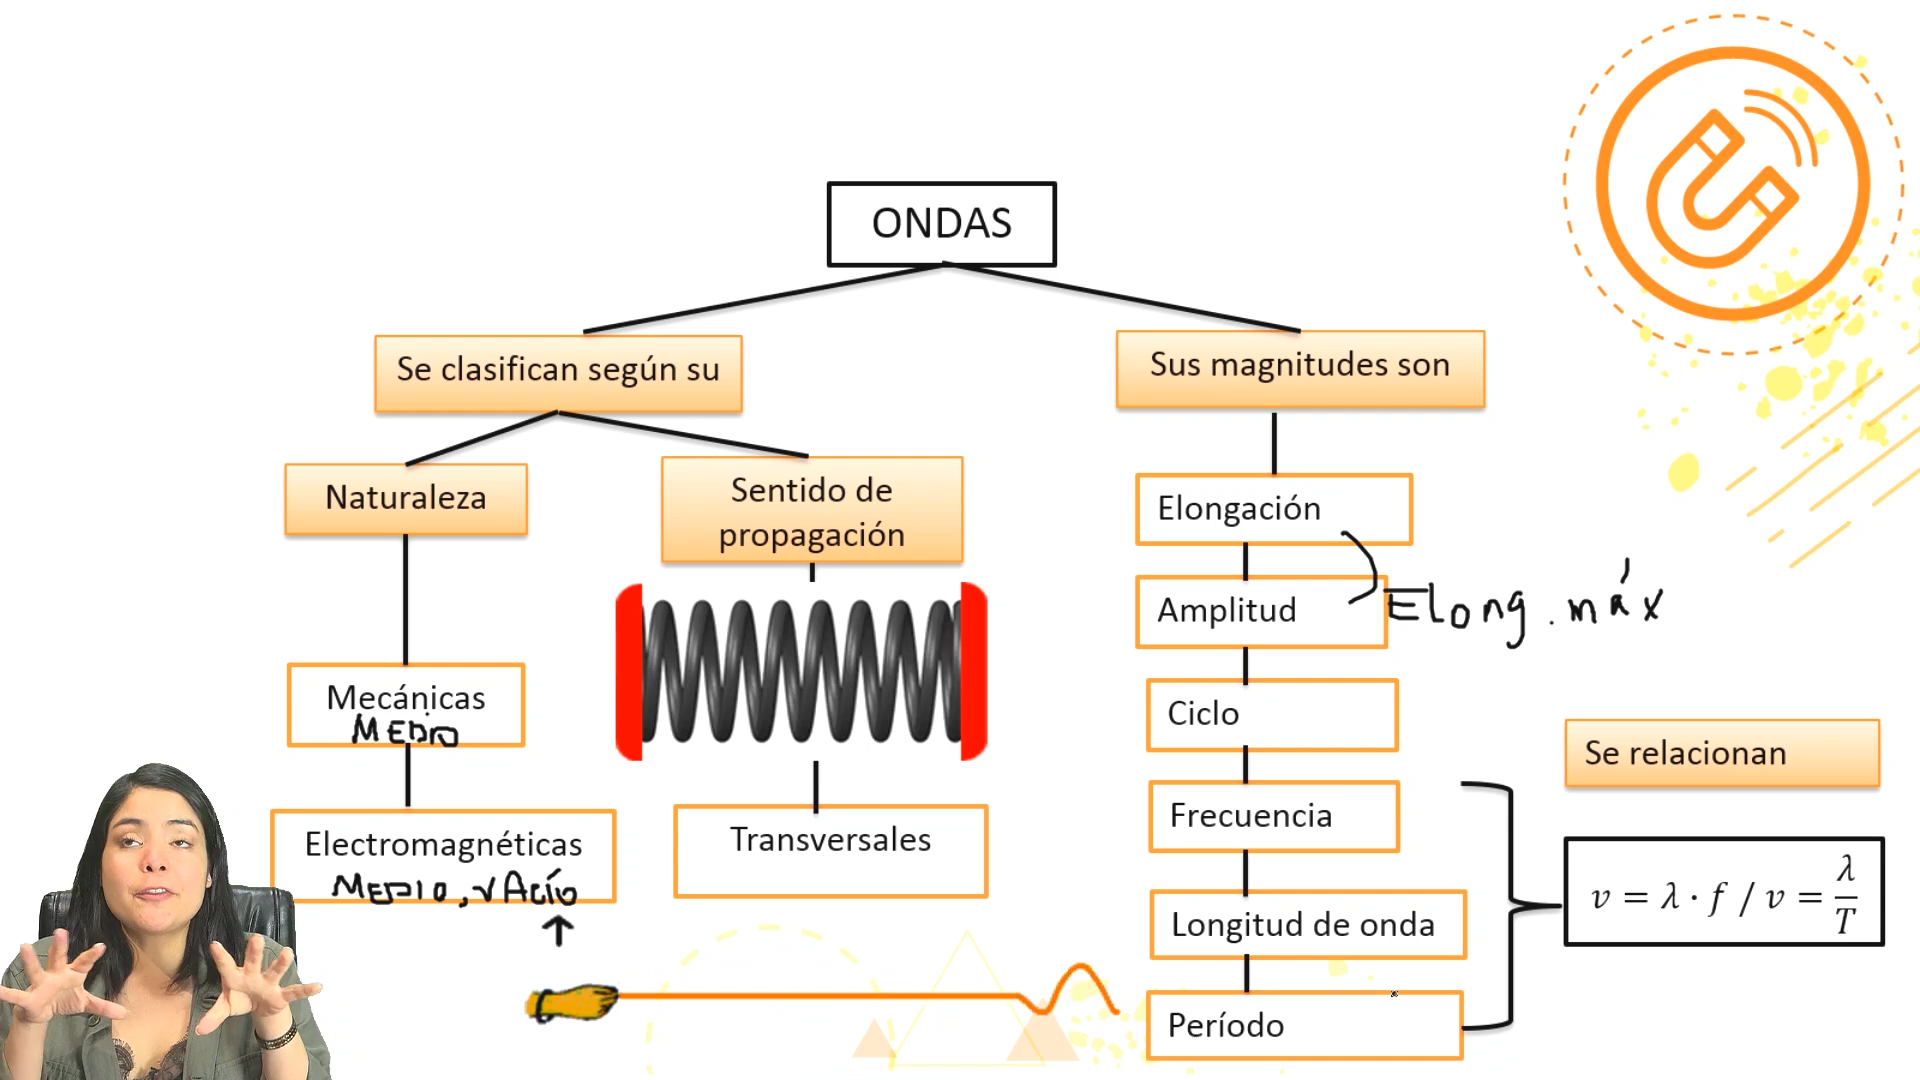 ONDAS
Se clasifican según su
Sus magnitudes son
Naturaleza
Sentido de
propagación
Elongación
Amplitud
Elong. máx
Mecánicas
MEDIO
Ciclo
Se relacionan
Electromagnéticas
MEDIO, VACÍO
Transversales
Frecuencia
v = λ · f / v = λ/T
Longitud de onda
Período